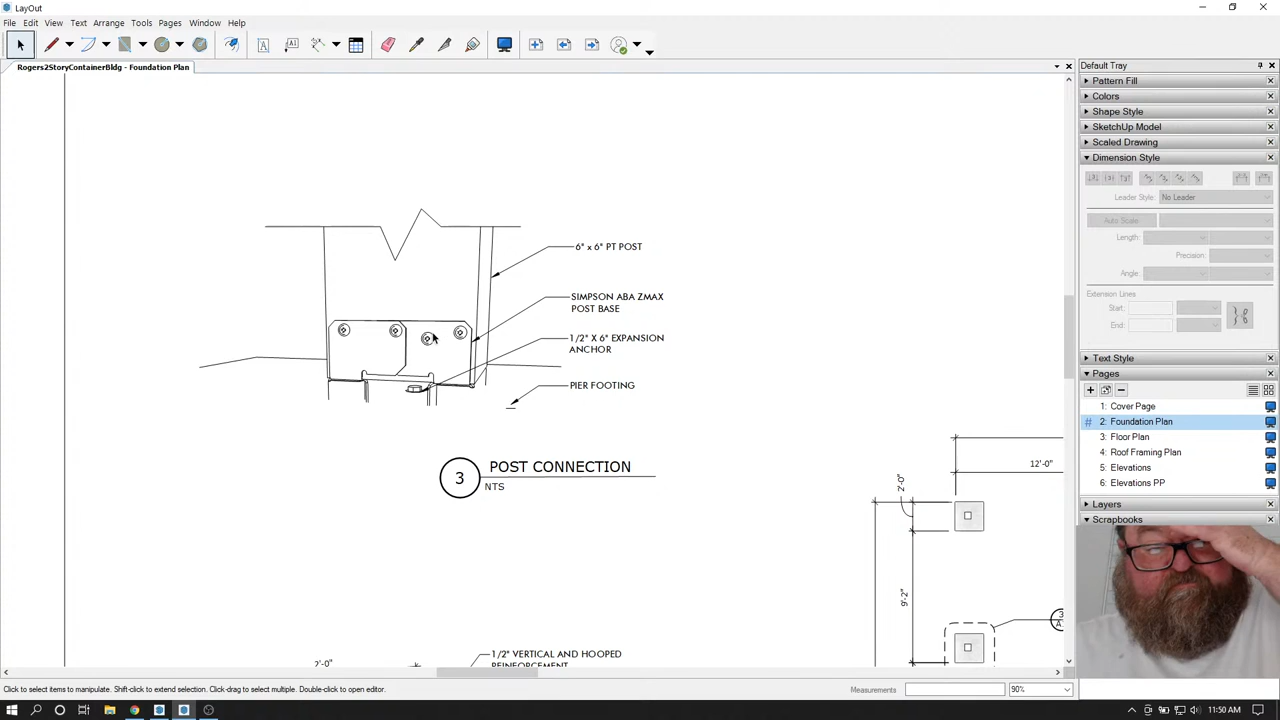 LayOut
File Edit View Text Arrange Tools Pages Window Help
Rogers2StoryContainerBldg - Foundation Plan
Default Tray
Pattern Fill
Colors
Shape Style
SketchUp Model
Scaled Drawing
Dimension Style
Leader Style: No Leader
Auto Scale:
Length:
Precision:
Angle:
Extension Lines
Start:
End:
Text Style
Pages
1: Cover Page
# 2: Foundation Plan
3: Floor Plan
4: Roof Framing Plan
5: Elevations
6: Elevations PP
Layers
Scrapbooks
6" x 6" PT POST
SIMPSON ABA ZMAX
POST BASE
1/2" X 6" EXPANSION
ANCHOR
PIER FOOTING
3 POST CONNECTION
NTS
12'-0"
2'-0"
9'-2"
3
A
1/2" VERTICAL AND HOOPED
REINFORCEMENT
2'-0"
Click to select items to manipulate. Shift-click to extend selection. Click-drag to select multiple. Double-click to open editor.
Measurements
90%
11:50 AM